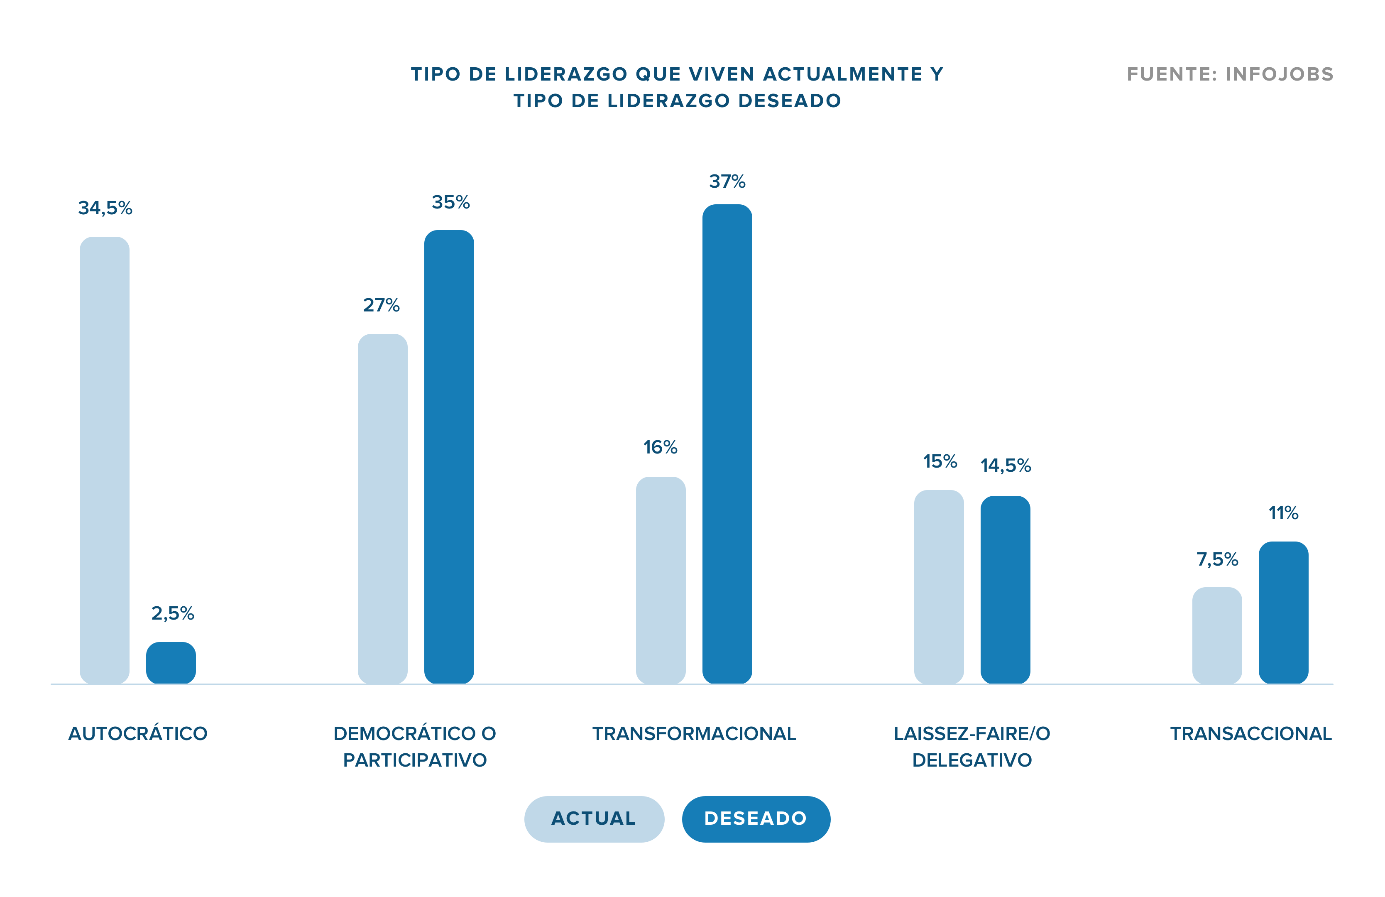 TIPO DE LIDERAZGO QUE VIVEN ACTUALMENTE Y
TIPO DE LIDERAZGO DESEADO
FUENTE: INFOJOBS
34,5%
2,5%
27%
35%
16%
37%
15%
14,5%
7,5%
11%
AUTOCRÁTICO
DEMOCRÁTICO O
PARTICIPATIVO
TRANSFORMACIONAL
LAISSEZ-FAIRE/O
DELEGATIVO
TRANSACCIONAL
ACTUAL
DESEADO